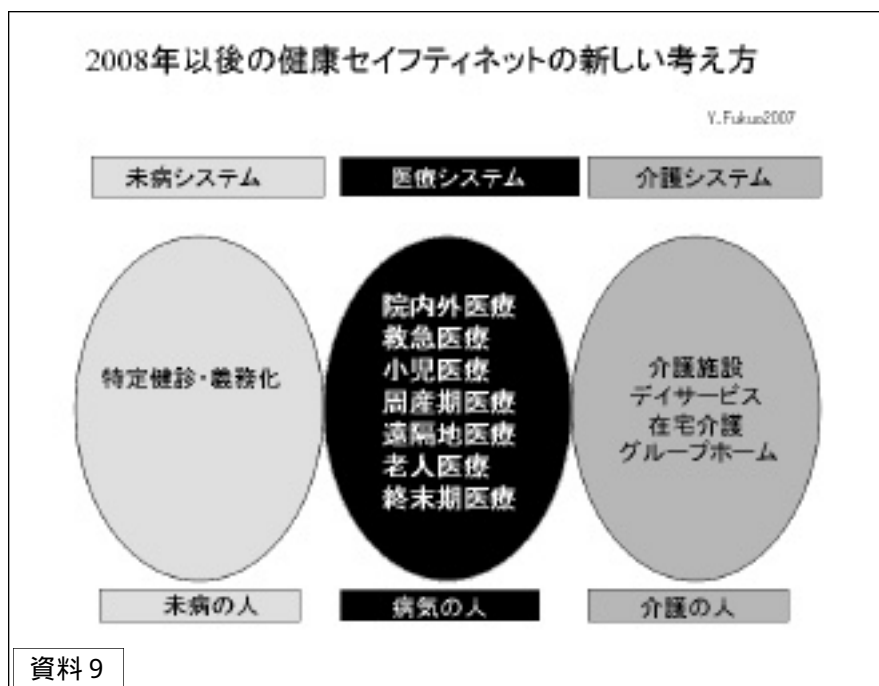 2008年以後の健康セイフティネットの新しい考え方
Y.Fukuo2007
未病システム
医療システム
介護システム
特定健診・義務化
院内外医療
救急医療
小児医療
周産期医療
遠隔地医療
老人医療
終末期医療
介護施設
デイサービス
在宅介護
グループホーム
未病の人
病気の人
介護の人
資料9